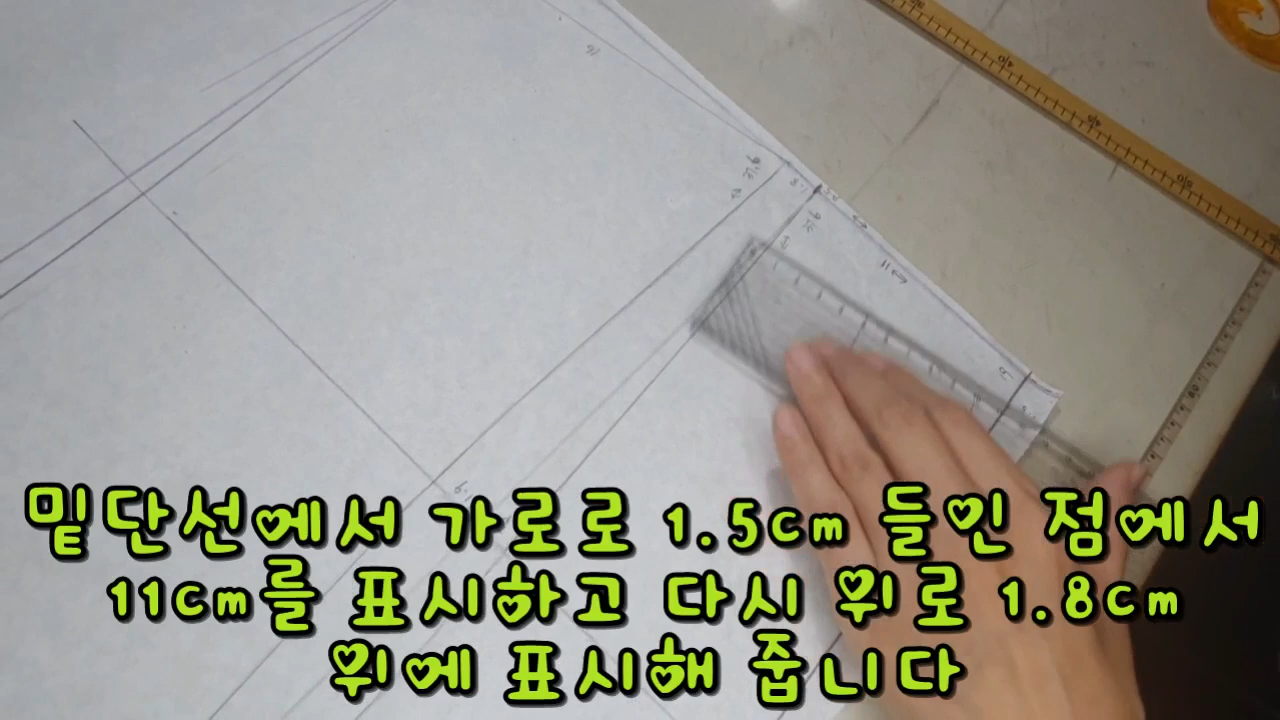 밑단선에서 가로로 1.5cm 들인 점에서
11cm를 표시하고 다시 위로 1.8cm
위에 표시해 줍니다